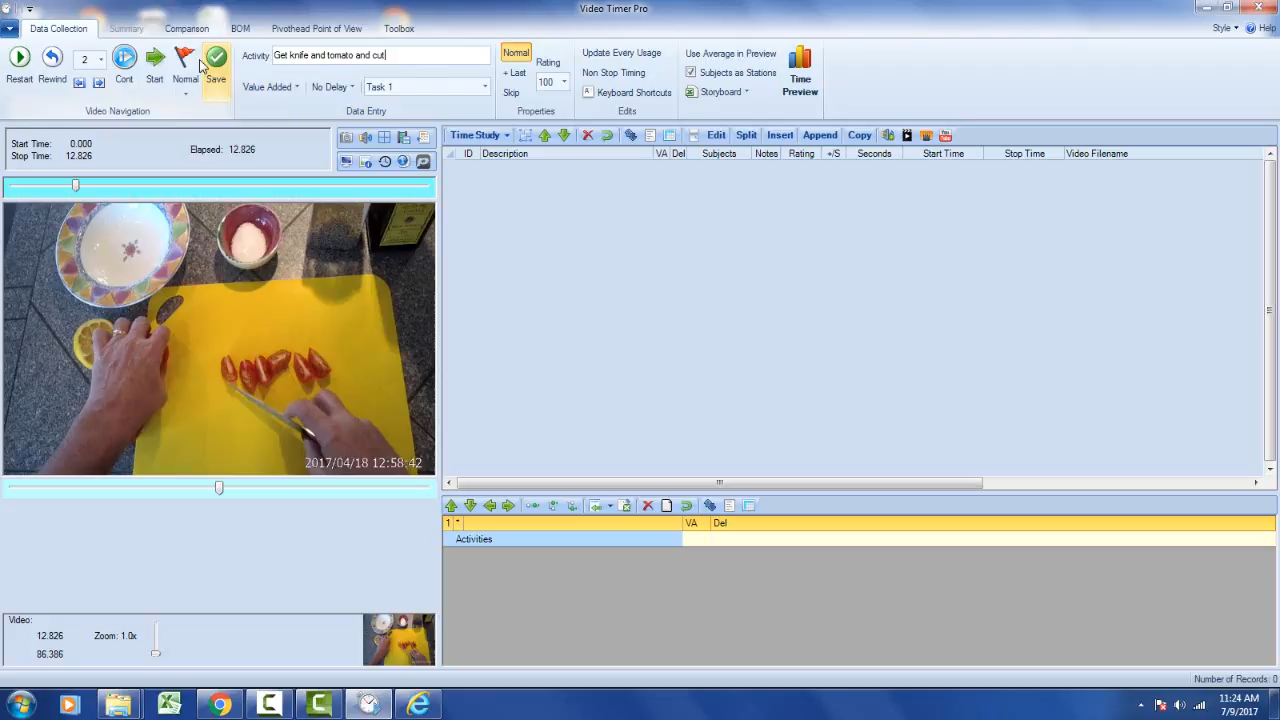 Video Timer Pro
Data Collection Summary Comparison BOM Pivothead Point of View Toolbox Style Help
Restart Rewind 2 Cont Start Normal Save
Video Navigation
Activity Get knife and tomato and cut
Value Added No Delay Task 1
Data Entry
Normal Rating
+ Last 100
Skip
Properties
Update Every Usage
Non Stop Timing
Keyboard Shortcuts
Edits
Use Average in Preview
Subjects as Stations
Storyboard
Time Preview
Start Time: 0.000
Stop Time: 12.826
Elapsed: 12.826
Time Study Edit Split Insert Append Copy
ID Description VA Del Subjects Notes Rating +/S Seconds Start Time Stop Time Video Filename
2017/04/18 12:58:42
1 * VA Del
Activities
Video:
12.826 Zoom: 1.0x
86.386
Number of Records: 0
11:24 AM
7/9/2017